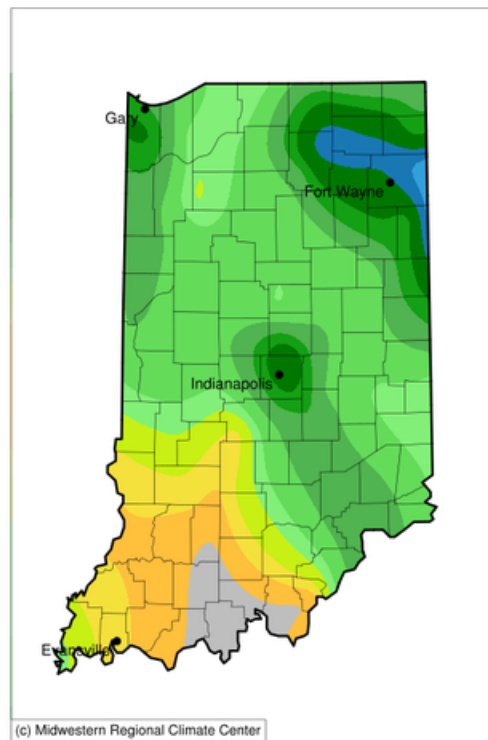 Gary
Fort Wayne
Indianapolis
Evansville
(c) Midwestern Regional Climate Center